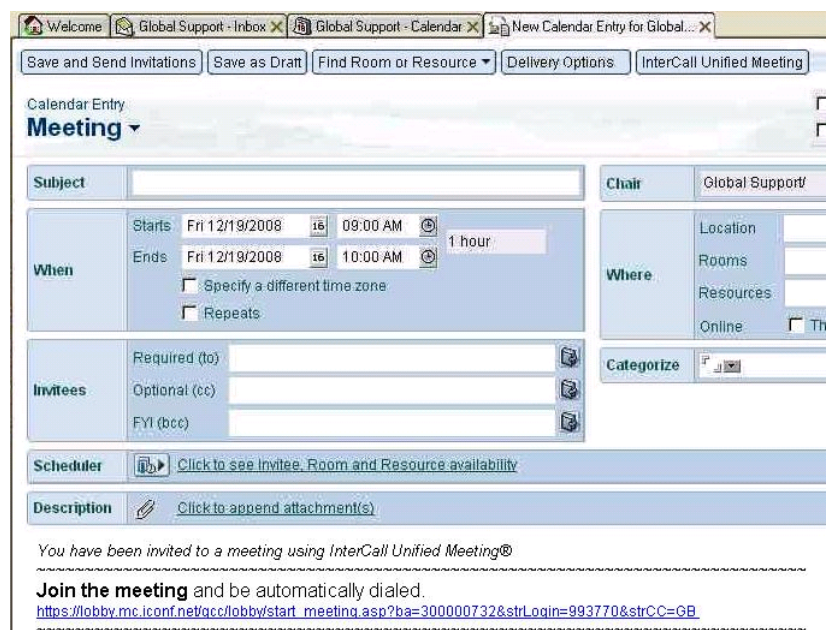 Welcome Global Support - Inbox Global Support - Calendar New Calendar Entry for Global...
Save and Send Invitations Save as Draft Find Room or Resource Delivery Options InterCall Unified Meeting
Calendar Entry
Meeting
Subject
Chair Global Support/
When
Starts Fri 12/19/2008 16 09:00 AM
Ends Fri 12/19/2008 16 10:00 AM
1 hour
Specify a different time zone
Repeats
Where
Location
Rooms
Resources
Online Th
Invitees
Required (to)
Optional (cc)
FYI (bcc)
Categorize
Scheduler Click to see Invitee, Room and Resource availability
Description Click to append attachment(s)
You have been invited to a meeting using InterCall Unified Meeting®
~~~~~~~~~~~~~~~~~~~~~~~~~~~~~~~~~~~~~~~~
Join the meeting and be automatically dialed.
https://lobby.mc.iconf.net/qcc/lobby/start_meeting.asp?ba=300000732&strLogin=993770&strCC=GB
~~~~~~~~~~~~~~~~~~~~~~~~~~~~~~~~~~~~~~~~